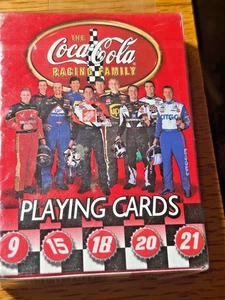 THE
Coca-Cola
RACING FAMILY
PLAYING CARDS
9 15 18 20 21